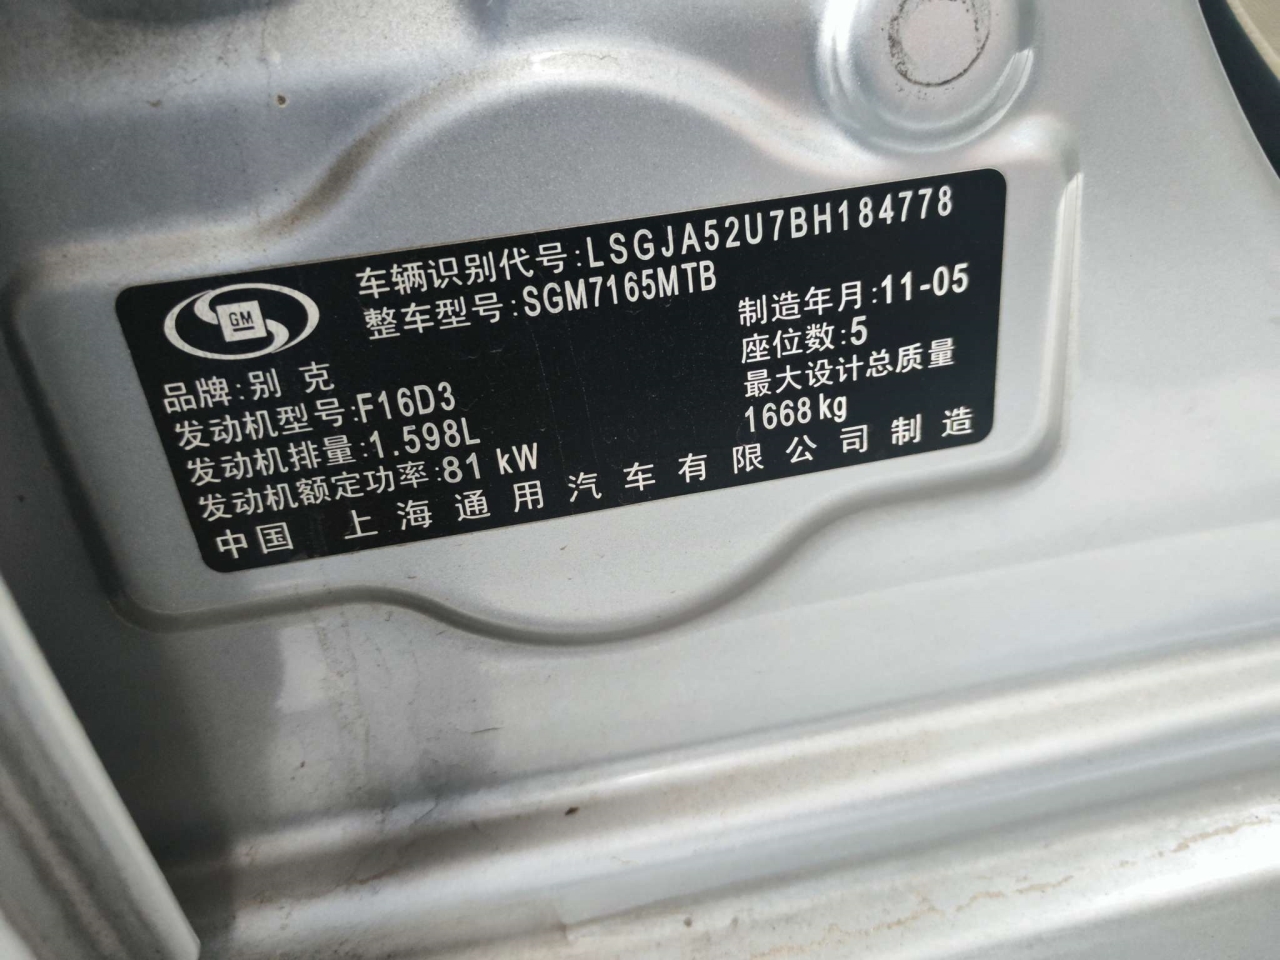 GM
车辆识别代号:LSGJA52U7BH184778
整车型号:SGM7165MTB
制造年月:11-05
品牌:别 克
座位数:5
发动机型号:F16D3
最大设计总质量
发动机排量:1.598L
1668kg
发动机额定功率:81 kW
中国 上海通用汽车有限公司制造